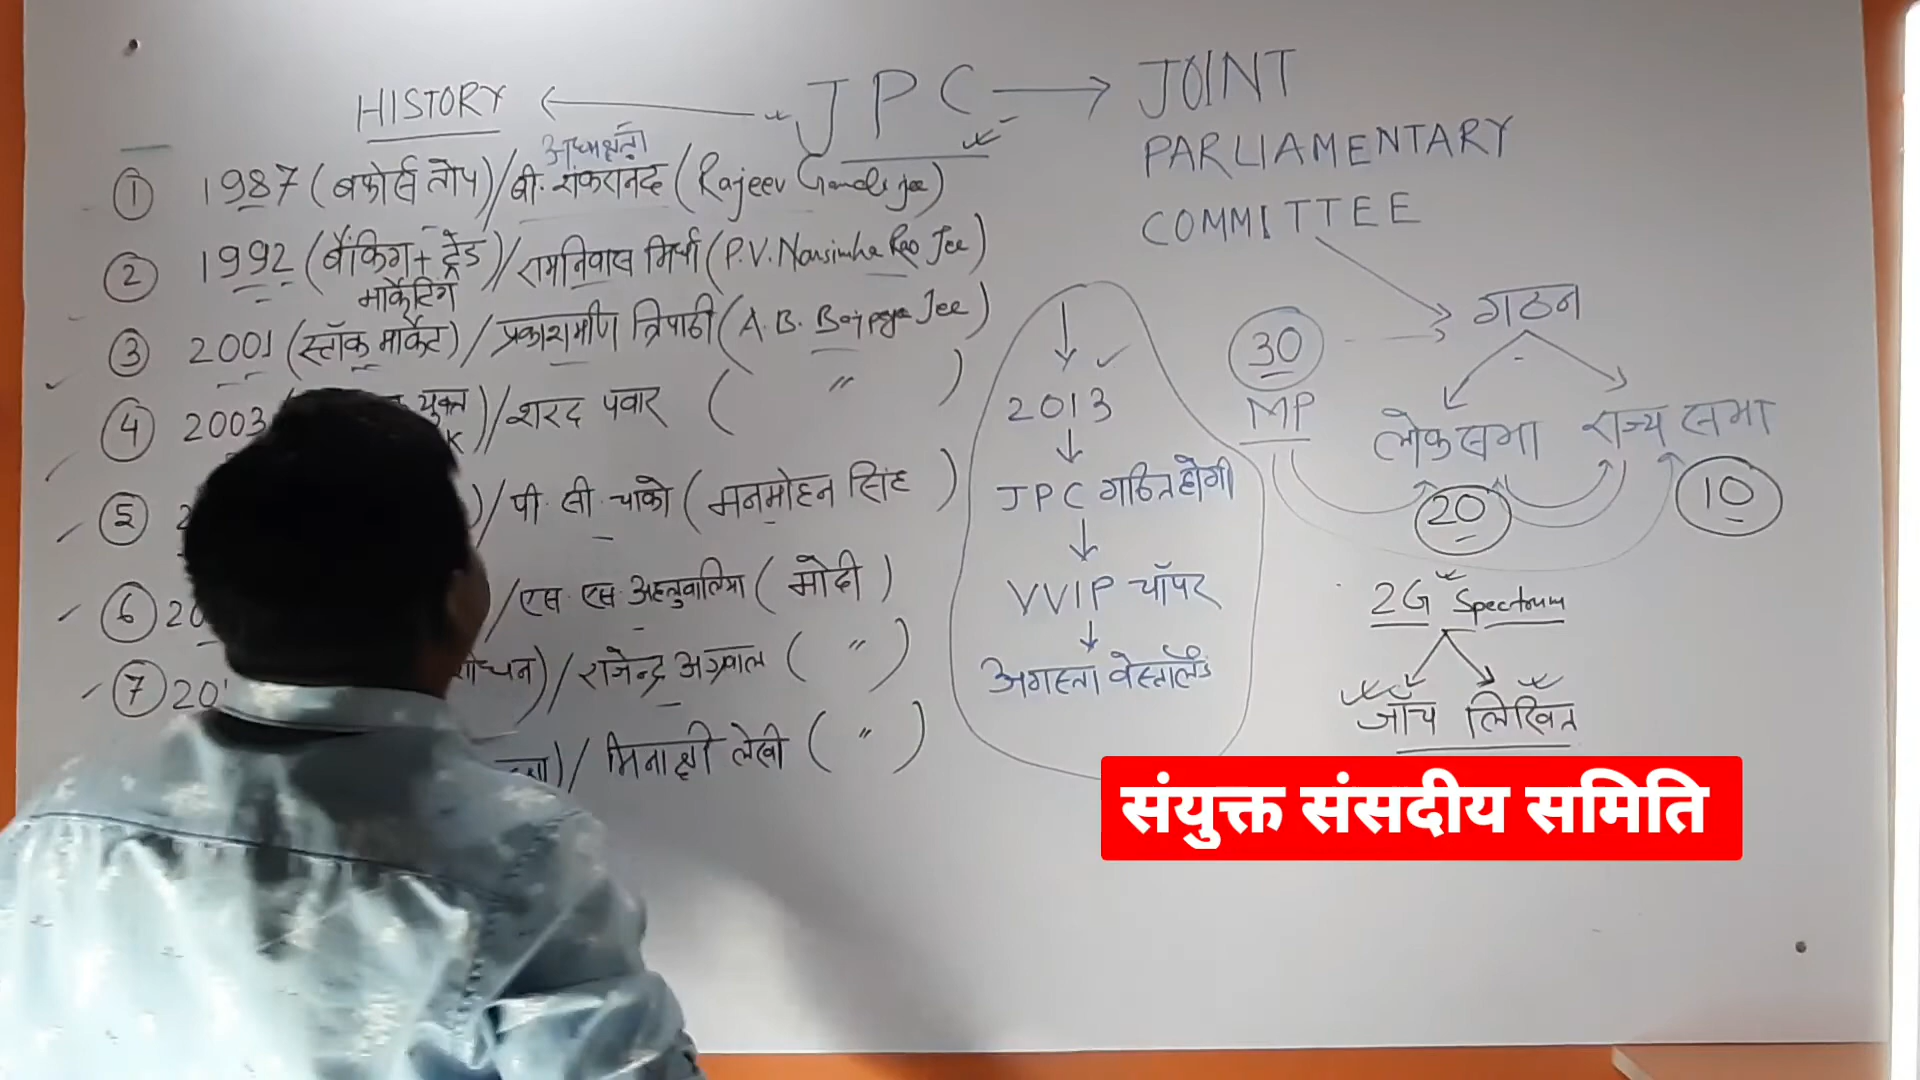 HISTORY ← JPC → JOINT
PARLIAMENTARY
COMMITTEE
अध्यक्षता
① 1987 (बफोर्स तोप) / बी. शंकरानंद (Rajeev Gandhi jee)
② 1992 (बैंकिग + ट्रेड / रामनिवास मिर्धा (P.V. Narsimha Rao Jee)
मार्केटिंग
③ 2001 (स्टॉक मार्केट) / प्रकाशमणि त्रिपाठी (A.B. Bajpye Jee)
④ 2003 युक्त) / शरद पवार ( " )
K
⑤ 2 ) / पी. सी. चाको (मनमोहन सिंह )
⑥ 20 / एस. एस. अहलुवालिया ( मोदी )
⑦ 20 ) / राजेन्द्र अग्रवाल ( " )
) / मिनाक्षी लेखी ( " )
2013
JPC गठित होगी
VVIP चॉपर
अगस्ता वेस्टलैंड
गठन
30
MP
लोकसभा राज्य सभा
20 10
2G Spectrum
जाँच लिखित
संयुक्त संसदीय समिति